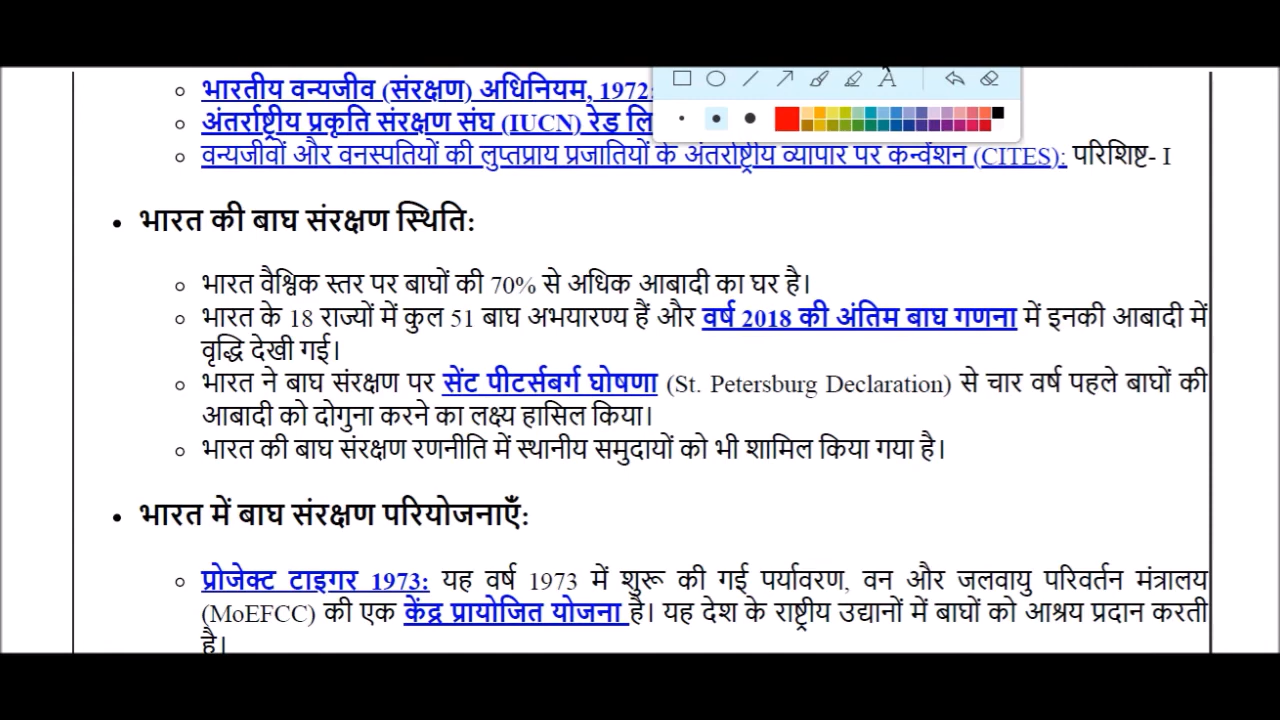 भारतीय वन्यजीव (संरक्षण) अधिनियम, 1972:
अंतर्राष्ट्रीय प्रकृति संरक्षण संघ (IUCN) रेड
वन्यजीवों और वनस्पतियों की लुप्तप्राय प्रजातियों के अंतर्राष्ट्रीय व्यापार पर कन्वेंशन (CITES): परिशिष्ट- I
भारत की बाघ संरक्षण स्थिति:
भारत वैश्विक स्तर पर बाघों की 70% से अधिक आबादी का घर है।
भारत के 18 राज्यों में कुल 51 बाघ अभयारण्य हैं और वर्ष 2018 की अंतिम बाघ गणना में इनकी आबादी में
वृद्धि देखी गई।
भारत ने बाघ संरक्षण पर सेंट पीटर्सबर्ग घोषणा (St. Petersburg Declaration) से चार वर्ष पहले बाघों की
आबादी को दोगुना करने का लक्ष्य हासिल किया।
भारत की बाघ संरक्षण रणनीति में स्थानीय समुदायों को भी शामिल किया गया है।
भारत में बाघ संरक्षण परियोजनाएँ:
प्रोजेक्ट टाइगर 1973: यह वर्ष 1973 में शुरू की गई पर्यावरण, वन और जलवायु परिवर्तन मंत्रालय
(MoEFCC) की एक केंद्र प्रायोजित योजना है। यह देश के राष्ट्रीय उद्यानों में बाघों को आश्रय प्रदान करती
है।